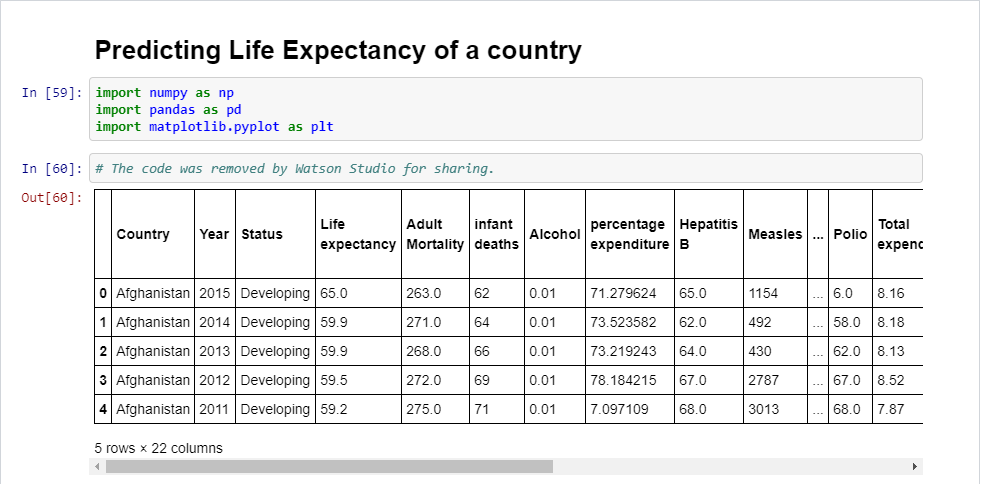 Predicting Life Expectancy of a country
In [59]:
import numpy as np
import pandas as pd
import matplotlib.pyplot as plt
In [60]:
# The code was removed by Watson Studio for sharing.
Out[60]:
Country Year Status Life expectancy Adult Mortality infant deaths Alcohol percentage expenditure Hepatitis B Measles ... Polio Total expenc
0 Afghanistan 2015 Developing 65.0 263.0 62 0.01 71.279624 65.0 1154 ... 6.0 8.16
1 Afghanistan 2014 Developing 59.9 271.0 64 0.01 73.523582 62.0 492 ... 58.0 8.18
2 Afghanistan 2013 Developing 59.9 268.0 66 0.01 73.219243 64.0 430 ... 62.0 8.13
3 Afghanistan 2012 Developing 59.5 272.0 69 0.01 78.184215 67.0 2787 ... 67.0 8.52
4 Afghanistan 2011 Developing 59.2 275.0 71 0.01 7.097109 68.0 3013 ... 68.0 7.87
5 rows × 22 columns